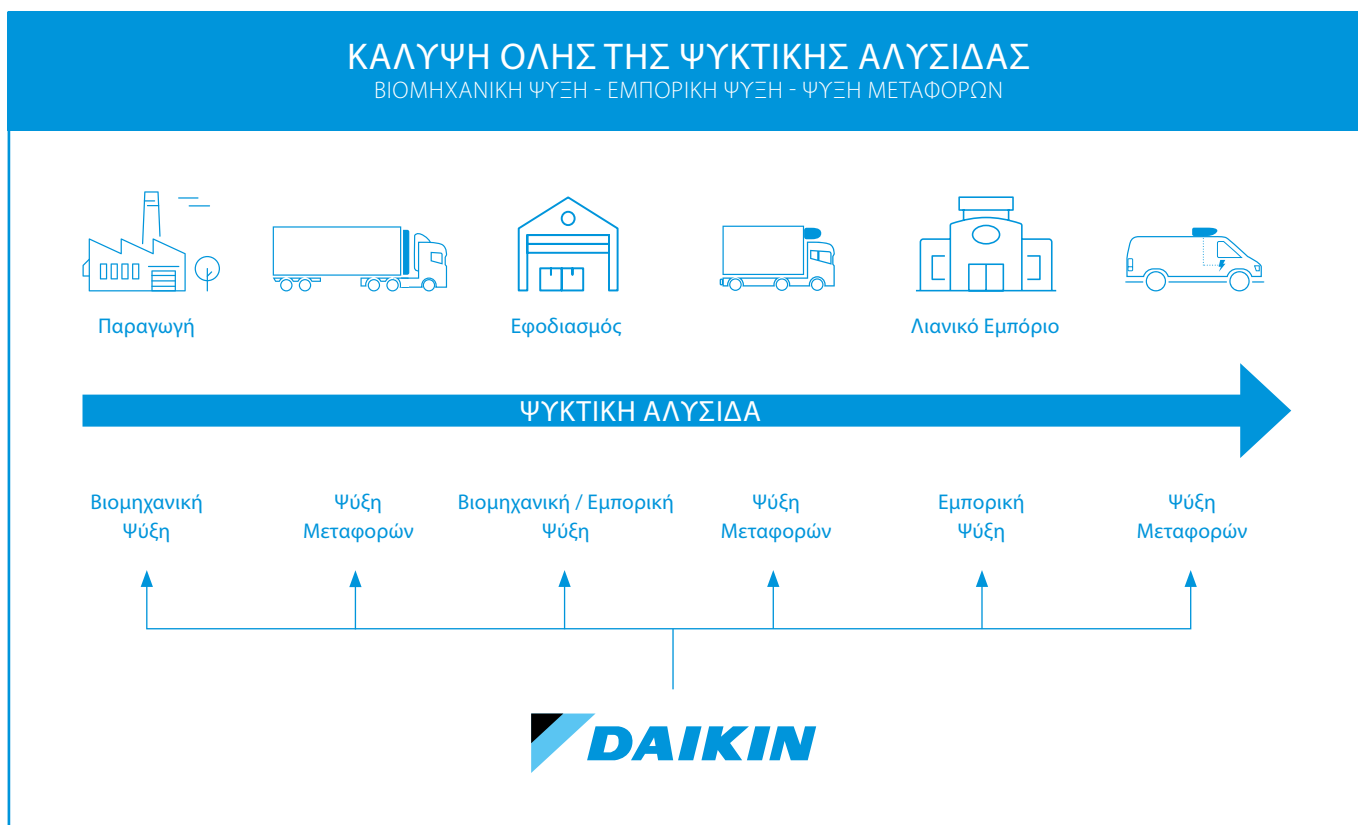 ΚΑΛΥΨΗ ΟΛΗΣ ΤΗΣ ΨΥΚΤΙΚΗΣ ΑΛΥΣΙΔΑΣ
ΒΙΟΜΗΧΑΝΙΚΗ ΨΥΞΗ - ΕΜΠΟΡΙΚΗ ΨΥΞΗ - ΨΥΞΗ ΜΕΤΑΦΟΡΩΝ
Παραγωγή
Εφοδιασμός
Λιανικό Εμπόριο
ΨΥΚΤΙΚΗ ΑΛΥΣΙΔΑ
Βιομηχανική
Ψύξη
Ψύξη
Μεταφορών
Βιομηχανική / Εμπορική
Ψύξη
Ψύξη
Μεταφορών
Εμπορική
Ψύξη
Ψύξη
Μεταφορών
DAIKIN